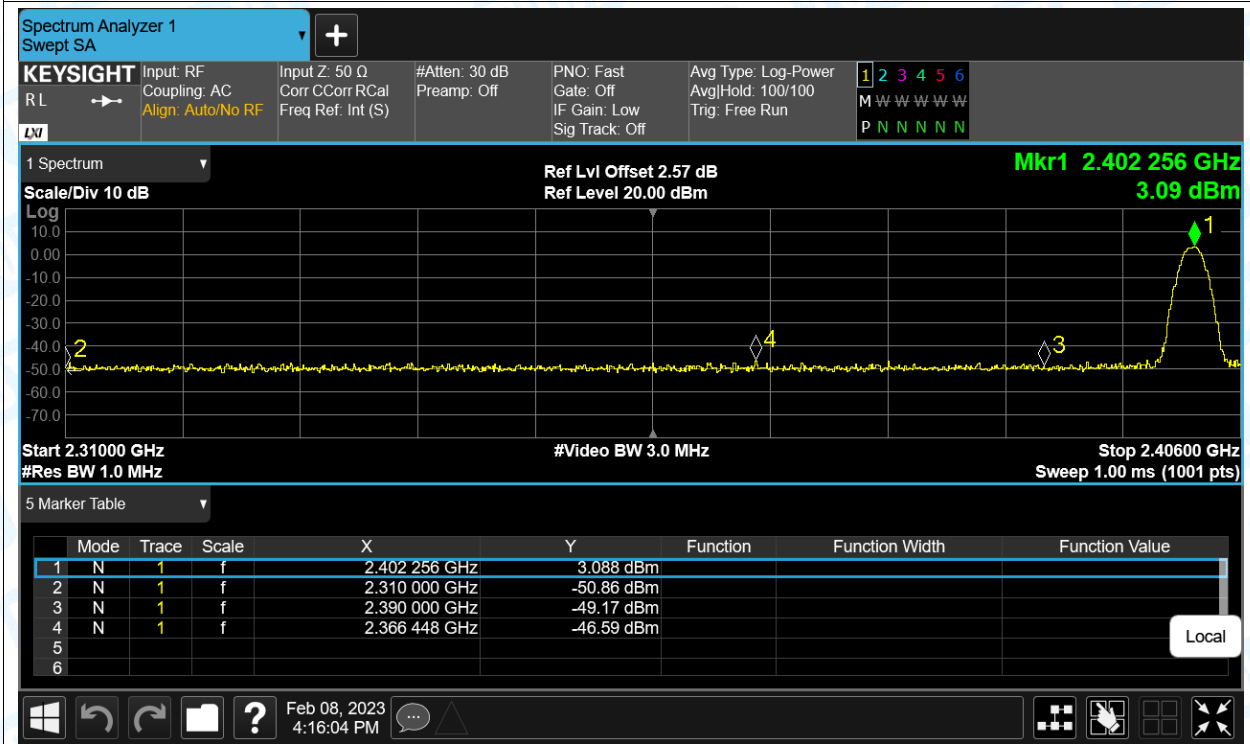 Spectrum Analyzer 1
Swept SA
+
KEYSIGHT Input: RF Input Z: 50 Ω #Atten: 30 dB PNO: Fast Avg Type: Log-Power 1 2 3 4 5 6
RL Coupling: AC Corr CCorr RCal Preamp: Off Gate: Off Avg|Hold: 100/100 M W W W W W W
Align: Auto/No RF Freq Ref: Int (S) IF Gain: Low Trig: Free Run
LXI Sig Track: Off P N N N N N
1 Spectrum Ref Lvl Offset 2.57 dB Mkr1 2.402 256 GHz
Scale/Div 10 dB Ref Level 20.00 dBm 3.09 dBm
Log
10.0
1
0.00
-10.0
-20.0
-30.0
-40.0
2 4 3
-50.0
-60.0
-70.0
Start 2.31000 GHz #Video BW 3.0 MHz Stop 2.40600 GHz
#Res BW 1.0 MHz Sweep 1.00 ms (1001 pts)
5 Marker Table
Mode Trace Scale X Y Function Function Width Function Value
1 N 1 f 2.402 256 GHz 3.088 dBm
2 N 1 f 2.310 000 GHz -50.86 dBm
3 N 1 f 2.390 000 GHz -49.17 dBm
4 N 1 f 2.366 448 GHz -46.59 dBm
5
6
Local
? Feb 08, 2023
4:16:04 PM